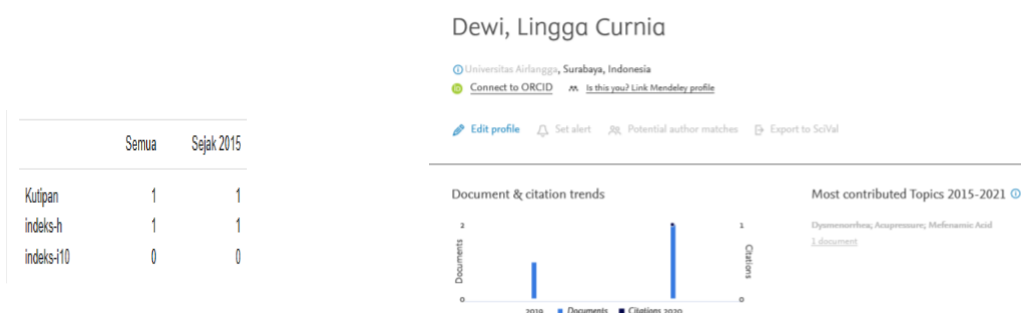 Semua Sejak 2015
Kutipan 1 1
indeks-h 1 1
indeks-i10 0 0
Dewi, Lingga Curnia
Universitas Airlangga, Surabaya, Indonesia
Connect to ORCID Is this you? Link Mendeley profile
Edit profile Set alert Potential author matches Export to SciVal
Document & citation trends
2 1
Documents Citations
0 0
2019 Documents Citations 2020
Most contributed Topics 2015-2021
Dysmenorrhea; Acupressure; Mefenamic Acid
1 document